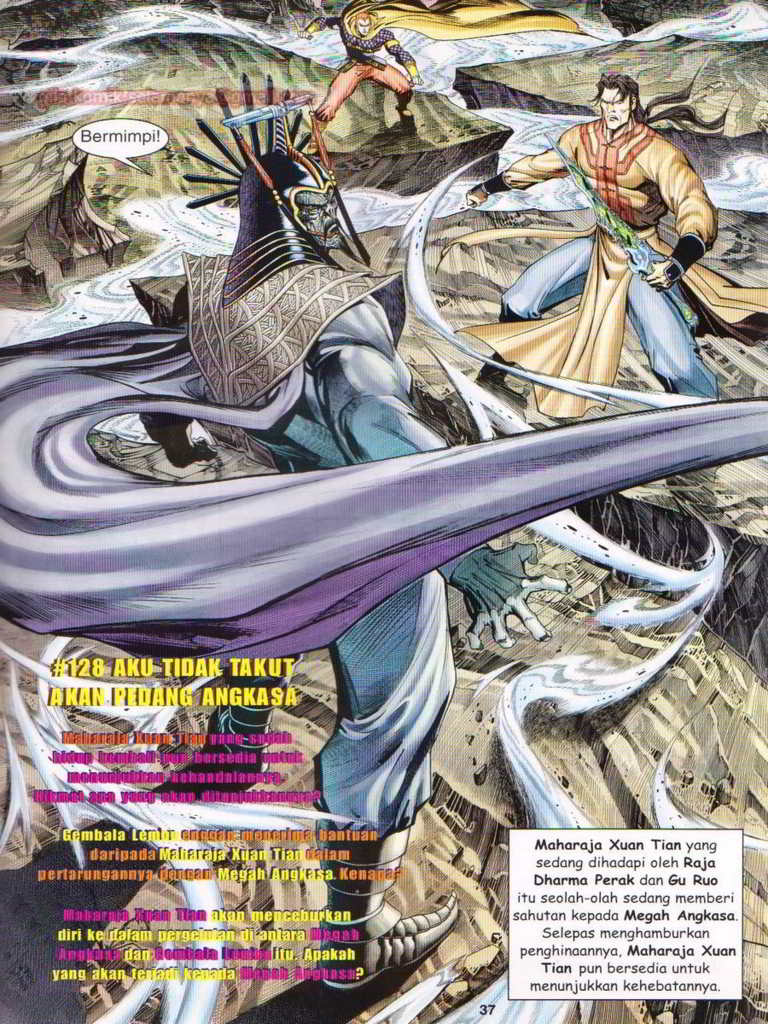 Bermimpi!
#128 AKU TIDAK TAKUT
AKAN PEDANG ANGKASA
Maharaja Xuan Tian yang sudah
hidup kembali pun bersedia untuk
menunjukkan kehandalannya.
Hikmat apa yang akan ditunjukkannya?
Gembala Lemon enggan menerima bantuan
daripada Maharaja Xuan Tian dalam
pertarungannya dengan Megah Angkasa. Kenapa?
Maharaja Xuan Tian akan menceburkan
diri ke dalam pergelutan di antara Megah
Angkasa dan Gembala Lemon itu. Apakah
yang akan terjadi kepada Megah Angkasa?
Maharaja Xuan Tian yang
sedang dihadapi oleh Raja
Dharma Perak dan Gu Ruo
itu seolah-olah sedang memberi
sahutan kepada Megah Angkasa.
Selepas menghamburkan
penghinaannya, Maharaja Xuan
Tian pun bersedia untuk
menunjukkan kehebatannya.
37